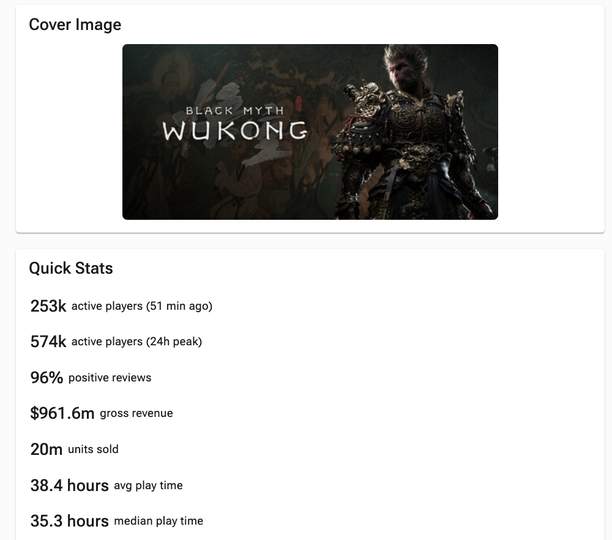 Cover Image
BLACK MYTH
WUKONG
Quick Stats
253k active players (51 min ago)
574k active players (24h peak)
96% positive reviews
$961.6m gross revenue
20m units sold
38.4 hours avg play time
35.3 hours median play time